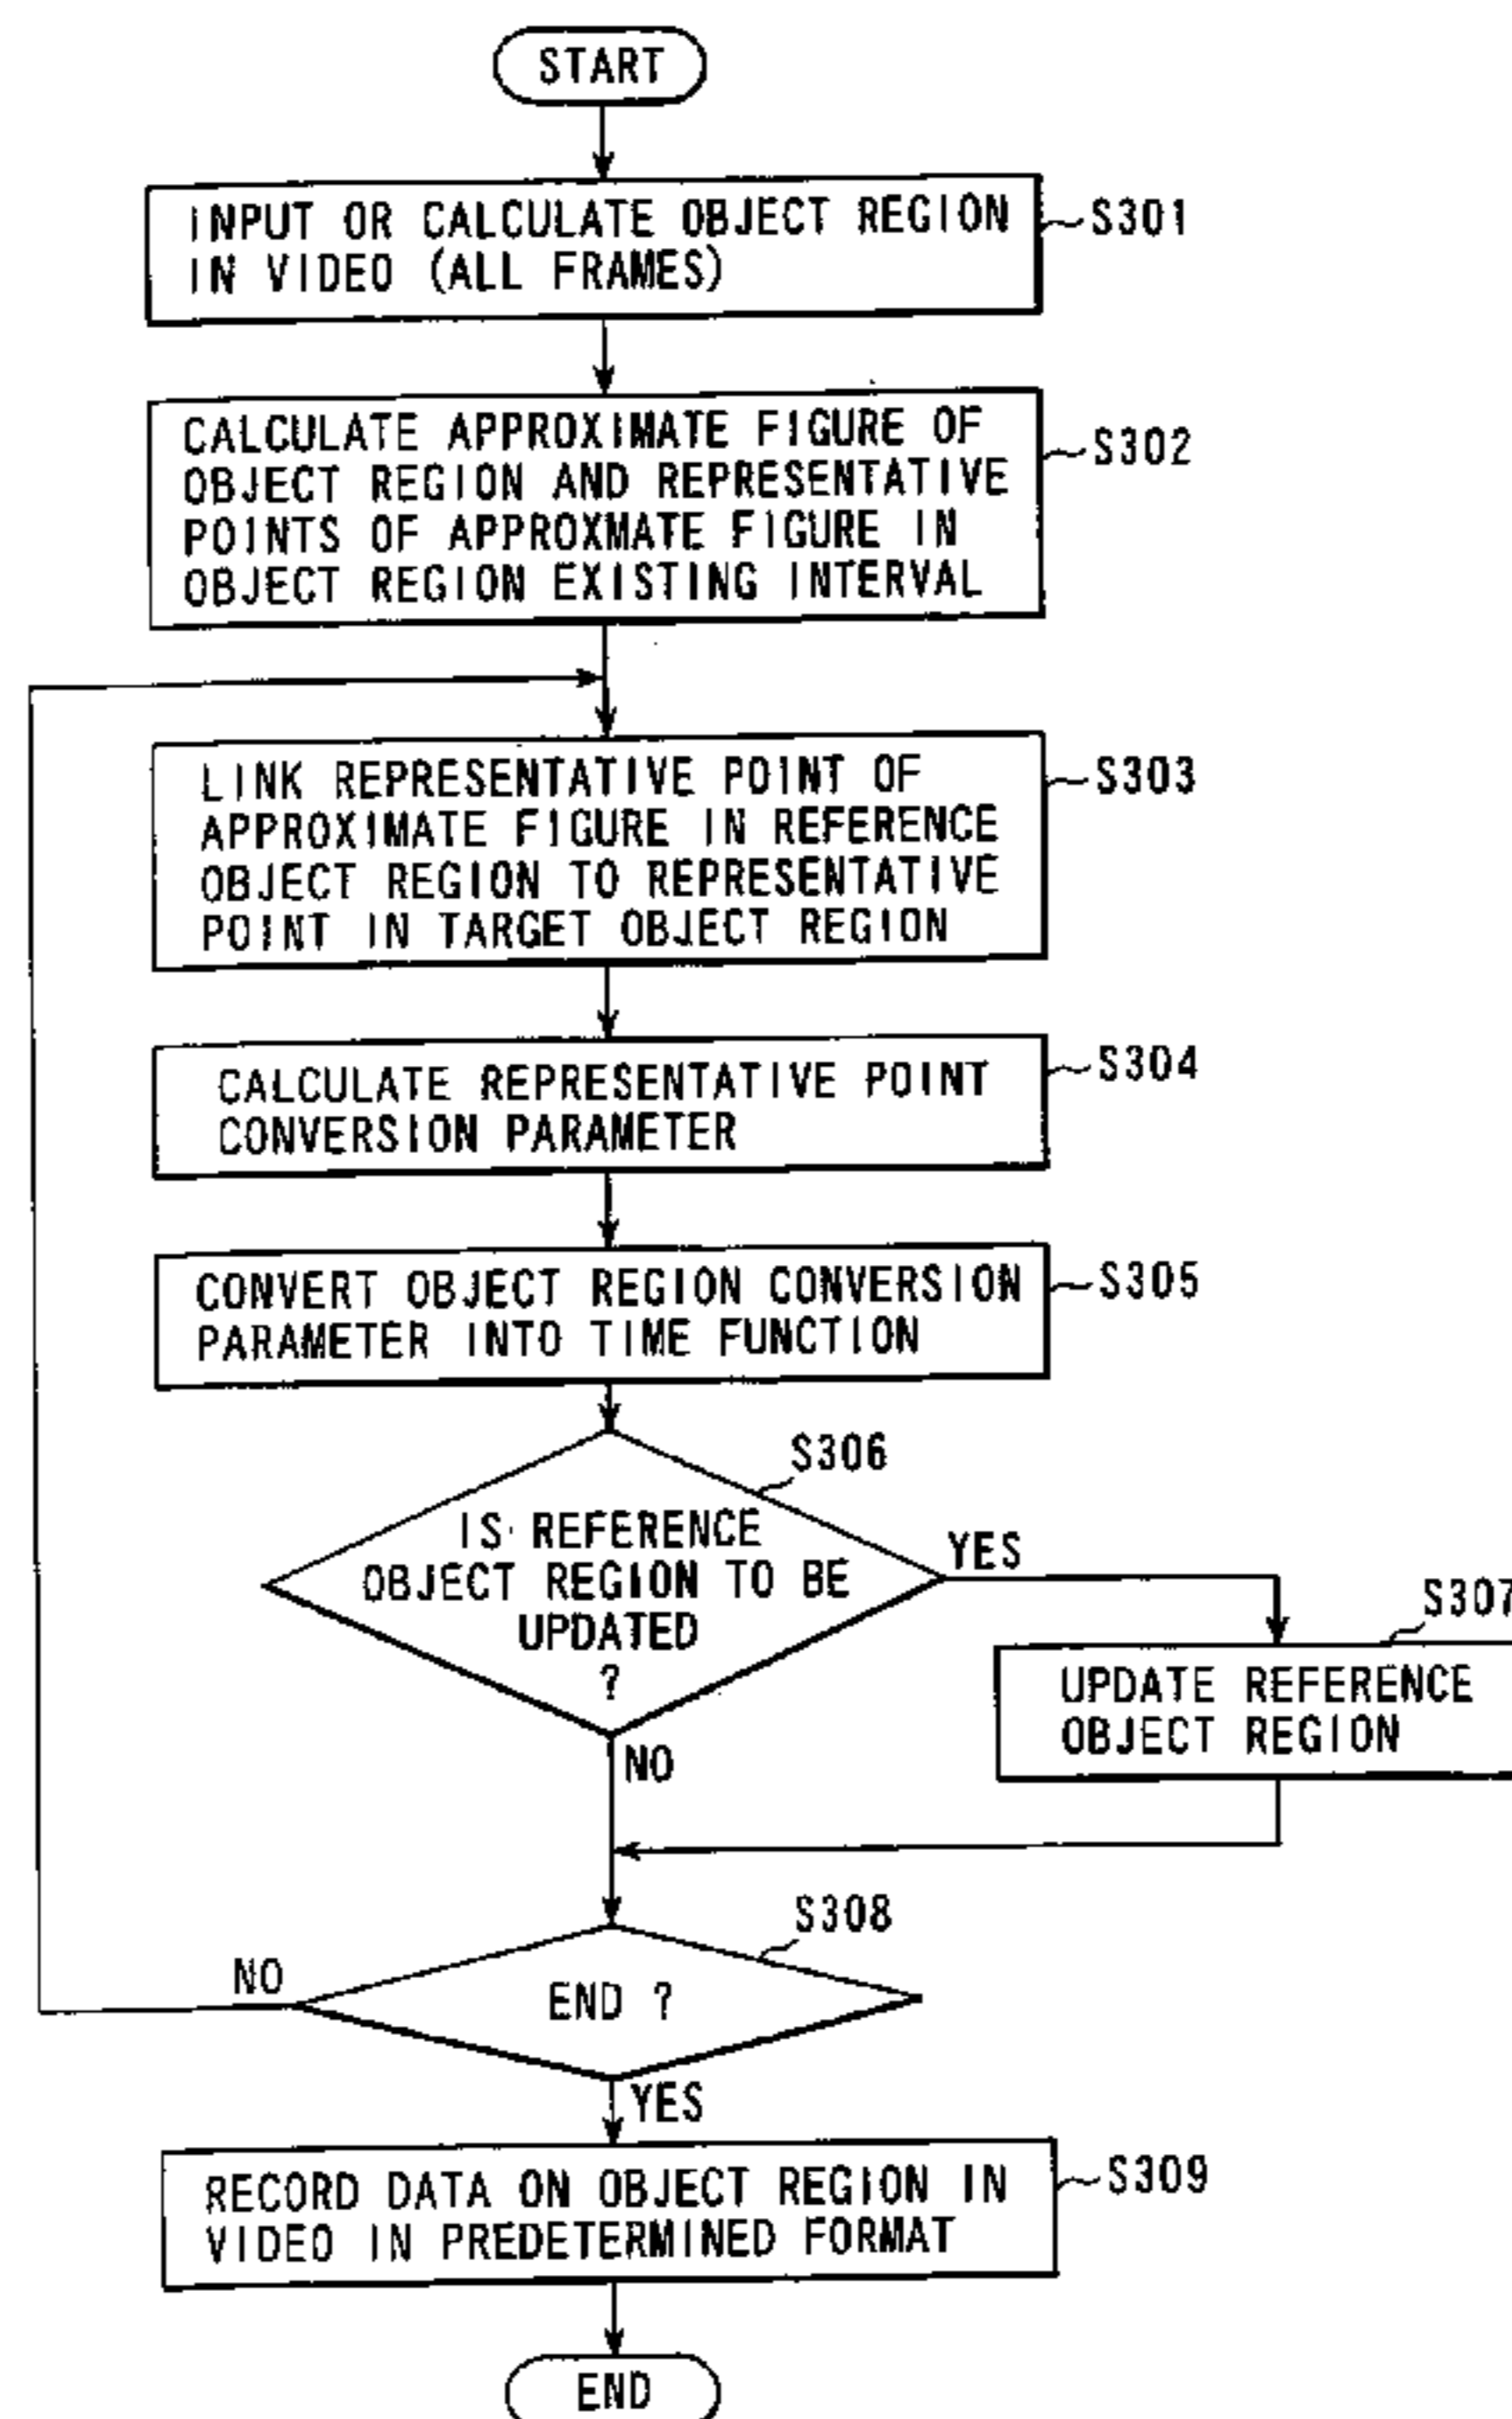 START
INPUT OR CALCULATE OBJECT REGION
IN VIDEO (ALL FRAMES)
S301
CALCULATE APPROXIMATE FIGURE OF
OBJECT REGION AND REPRESENTATIVE
POINTS OF APPROXMATE FIGURE IN
OBJECT REGION EXISTING INTERVAL
S302
LINK REPRESENTATIVE POINT OF
APPROXIMATE FIGURE IN REFERENCE
OBJECT REGION TO REPRESENTATIVE
POINT IN TARGET OBJECT REGION
S303
CALCULATE REPRESENTATIVE POINT
CONVERSION PARAMETER
S304
CONVERT OBJECT REGION CONVERSION
PARAMETER INTO TIME FUNCTION
S305
S306
IS REFERENCE
OBJECT REGION TO BE
UPDATED
?
YES
NO
S307
UPDATE REFERENCE
OBJECT REGION
S308
END ?
NO
YES
RECORD DATA ON OBJECT REGION IN
VIDEO IN PREDETERMINED FORMAT
S309
END